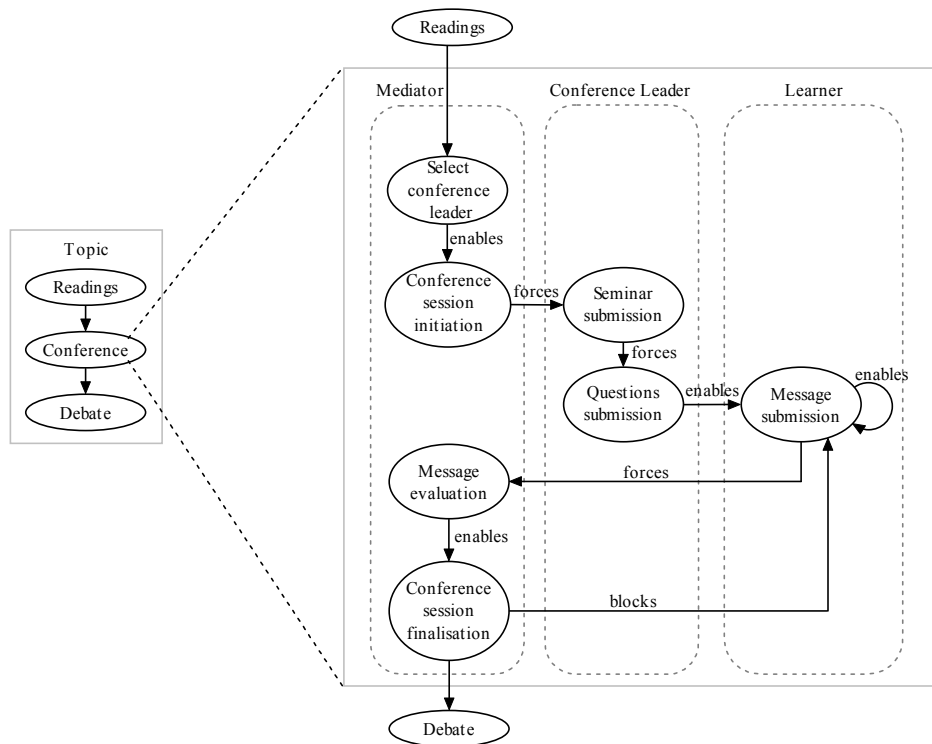 Readings
Mediator
Conference Leader
Learner
Select
conference
leader
enables
Conference
session
initiation
forces
Seminar
submission
forces
Questions
submission
enables
Message
submission
enables
Topic
Readings
Conference
Debate
Message
evaluation
forces
enables
Conference
session
finalisation
blocks
Debate